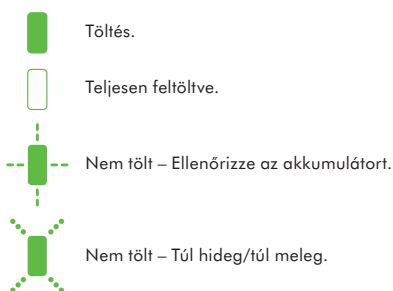 Töltés.
Teljesen feltöltve.
Nem tölt – Ellenőrizze az akkumulátort.
Nem tölt – Túl hideg/túl meleg.